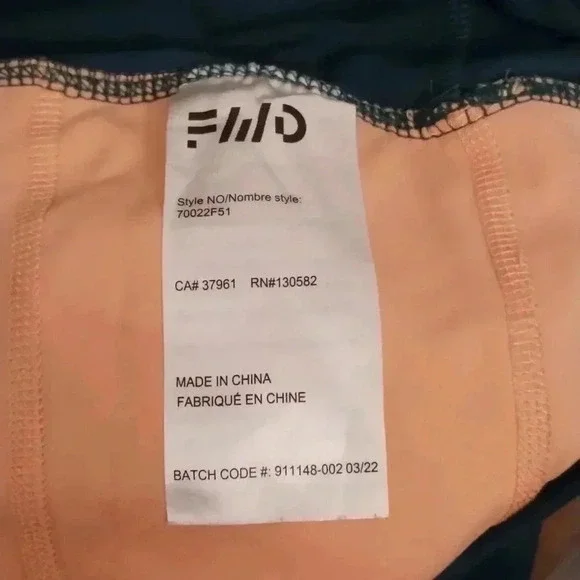 FWD
Style NO/Nombre style:
70022F51
CA# 37961 RN#130582
MADE IN CHINA
FABRIQUÉ EN CHINE
BATCH CODE #: 911148-002 03/22